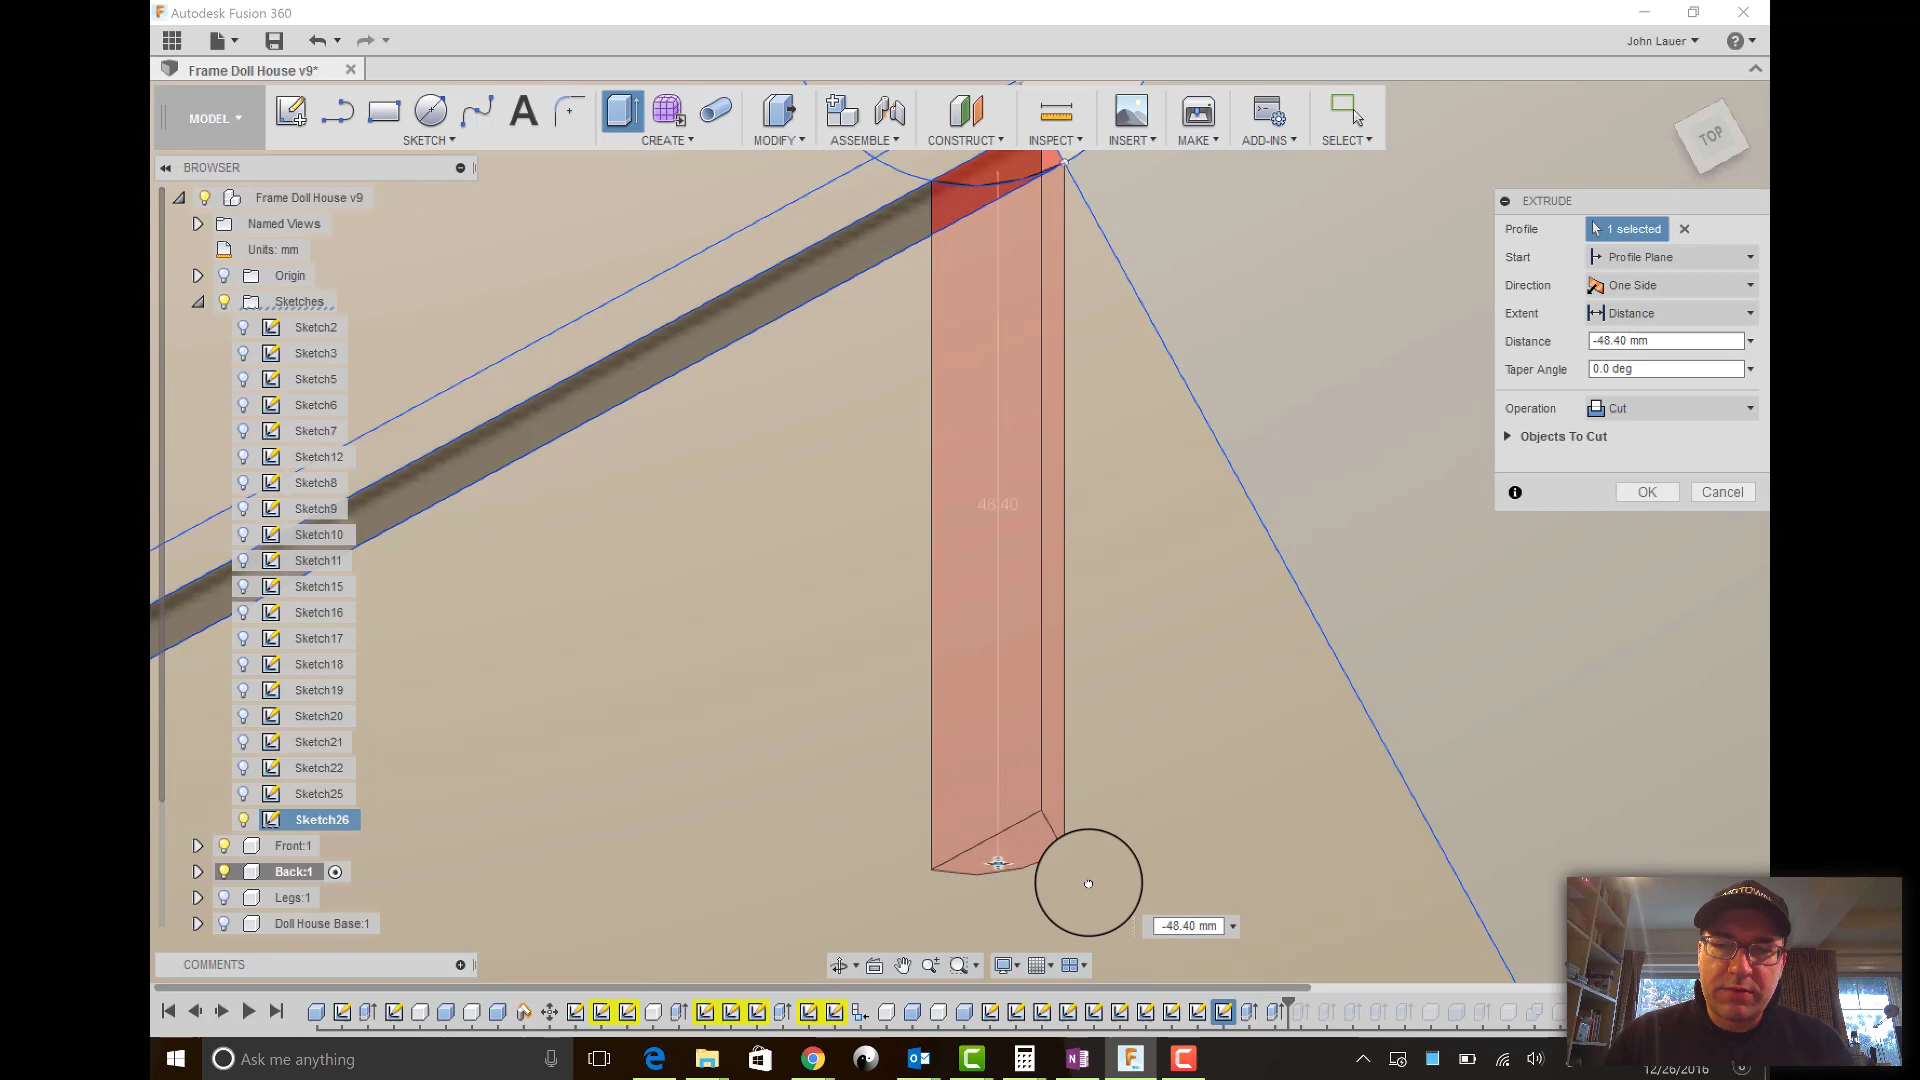 Autodesk Fusion 360
John Lauer
Frame Doll House v9*
MODEL
SKETCH
CREATE
MODIFY
ASSEMBLE
CONSTRUCT
INSPECT
INSERT
MAKE
ADD-INS
SELECT
TOP
BROWSER
Frame Doll House v9
Named Views
Units: mm
Origin
Sketches
Sketch2
Sketch3
Sketch5
Sketch6
Sketch7
Sketch12
Sketch8
Sketch9
Sketch10
Sketch11
Sketch15
Sketch16
Sketch17
Sketch18
Sketch19
Sketch20
Sketch21
Sketch22
Sketch25
Sketch26
Front:1
Back:1
Legs:1
Doll House Base:1
COMMENTS
EXTRUDE
Profile 1 selected
Start Profile Plane
Direction One Side
Extent Distance
Distance -48.40 mm
Taper Angle 0.0 deg
Operation Cut
Objects To Cut
OK Cancel
48.40
-48.40 mm
Ask me anything
12/26/2016